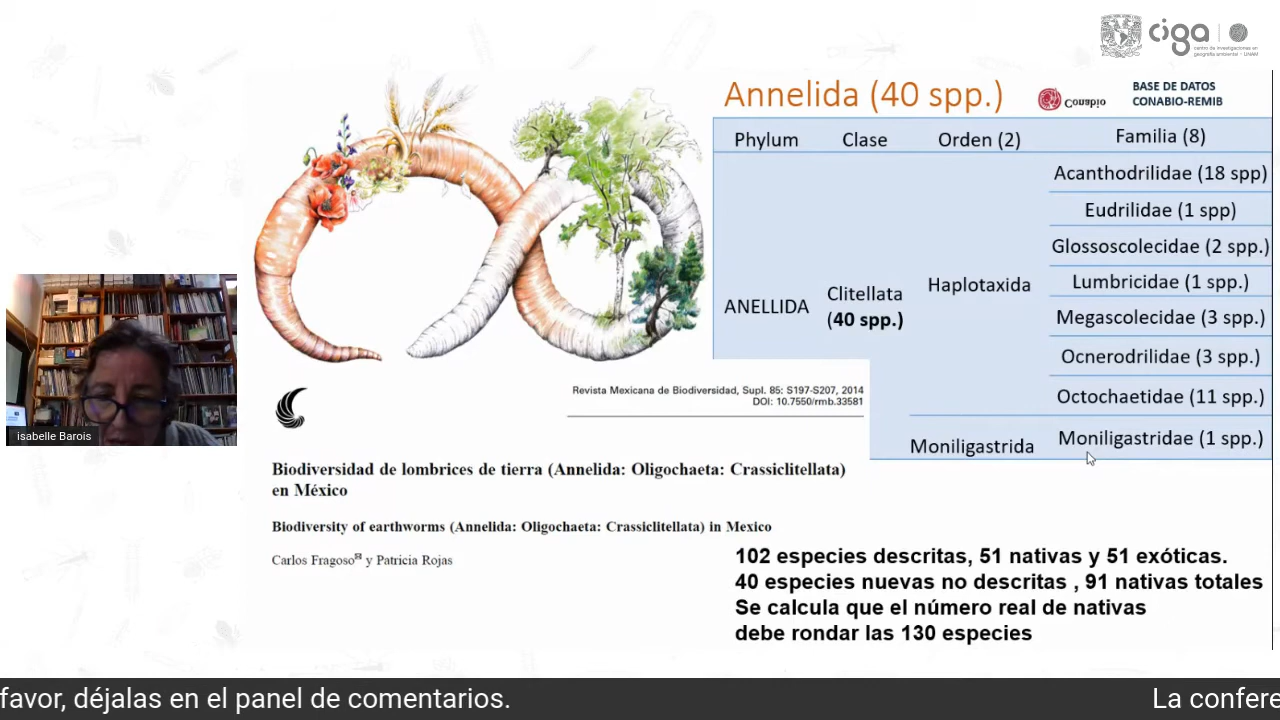 ciga
centro de investigaciones en
geografía ambiental - UNAM
Annelida (40 spp.)
Conabio
BASE DE DATOS
CONABIO-REMIB
Phylum Clase Orden (2) Familia (8)
Acanthodrilidae (18 spp)
Eudrilidae (1 spp)
Glossoscolecidae (2 spp.)
Lumbricidae (1 spp.)
Megascolecidae (3 spp.)
Ocnerodrilidae (3 spp.)
Octochaetidae (11 spp.)
Moniligastridae (1 spp.)
Haplotaxida
Moniligastrida
Clitellata
(40 spp.)
ANELLIDA
isabelle Barois
Revista Mexicana de Biodiversidad, Supl. 85: S197-S207, 2014
DOI: 10.7550/rmb.33581
Biodiversidad de lombrices de tierra (Annelida: Oligochaeta: Crassiclitellata)
en México
Biodiversity of earthworms (Annelida: Oligochaeta: Crassiclitellata) in Mexico
Carlos Fragoso✉ y Patricia Rojas
102 especies descritas, 51 nativas y 51 exóticas.
40 especies nuevas no descritas , 91 nativas totales
Se calcula que el número real de nativas
debe rondar las 130 especies
favor, déjalas en el panel de comentarios. La confere